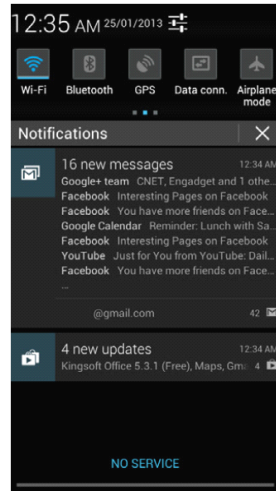 12:35 AM 25/01/2013
Wi-Fi Bluetooth GPS Data conn. Airplane mode
Notifications
16 new messages 12:34 AM
Google+ team CNET, Engadget and 1 othe...
Facebook Interesting Pages on Facebook
Facebook You have more friends on Face...
Google Calendar Reminder: Lunch with Sa...
Facebook Interesting Pages on Facebook
YouTube Just for You from YouTube: Dail...
Facebook You have more friends on Face...
...
@gmail.com 42
4 new updates 12:34 AM
Kingsoft Office 5.3.1 (Free), Maps, Gma 4
NO SERVICE